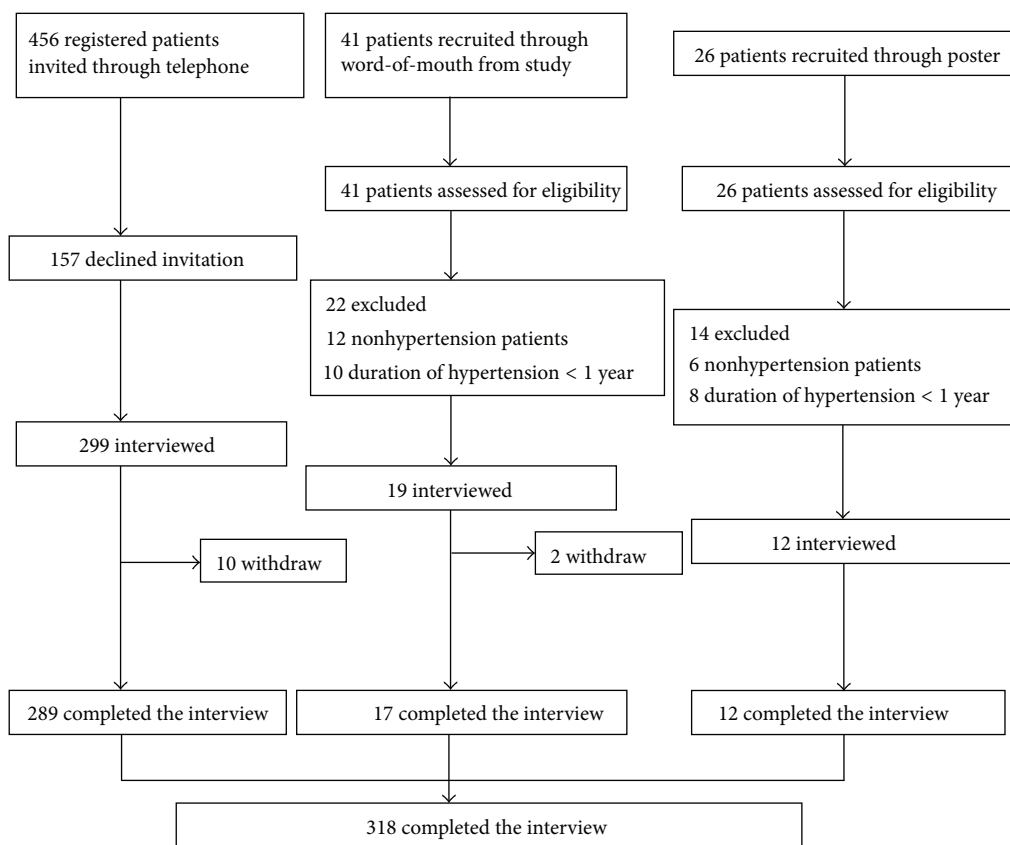 456 registered patients
invited through telephone
41 patients recruited through
word-of-mouth from study
26 patients recruited through poster
41 patients assessed for eligibility
26 patients assessed for eligibility
157 declined invitation
22 excluded
12 nonhypertension patients
10 duration of hypertension < 1 year
14 excluded
6 nonhypertension patients
8 duration of hypertension < 1 year
299 interviewed
19 interviewed
12 interviewed
10 withdraw
2 withdraw
289 completed the interview
17 completed the interview
12 completed the interview
318 completed the interview